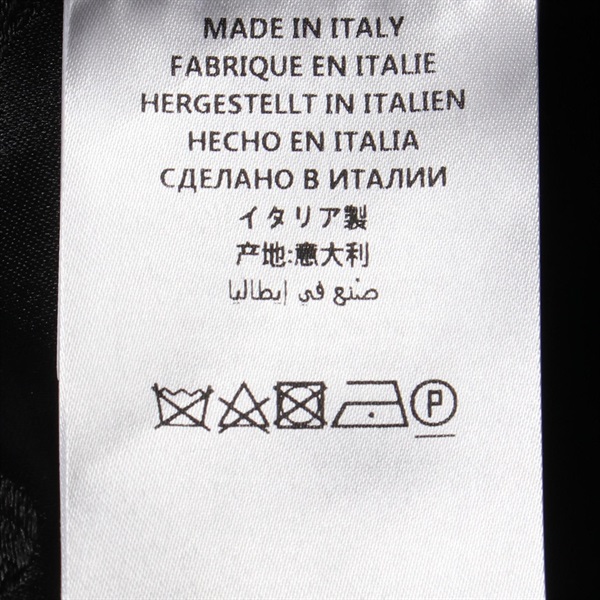 MADE IN ITALY
FABRIQUE EN ITALIE
HERGESTELLT IN ITALIEN
HECHO EN ITALIA
СДЕЛАНО В ИТАЛИИ
イタリア製
产地:意大利
صنع في إيطاليا
P